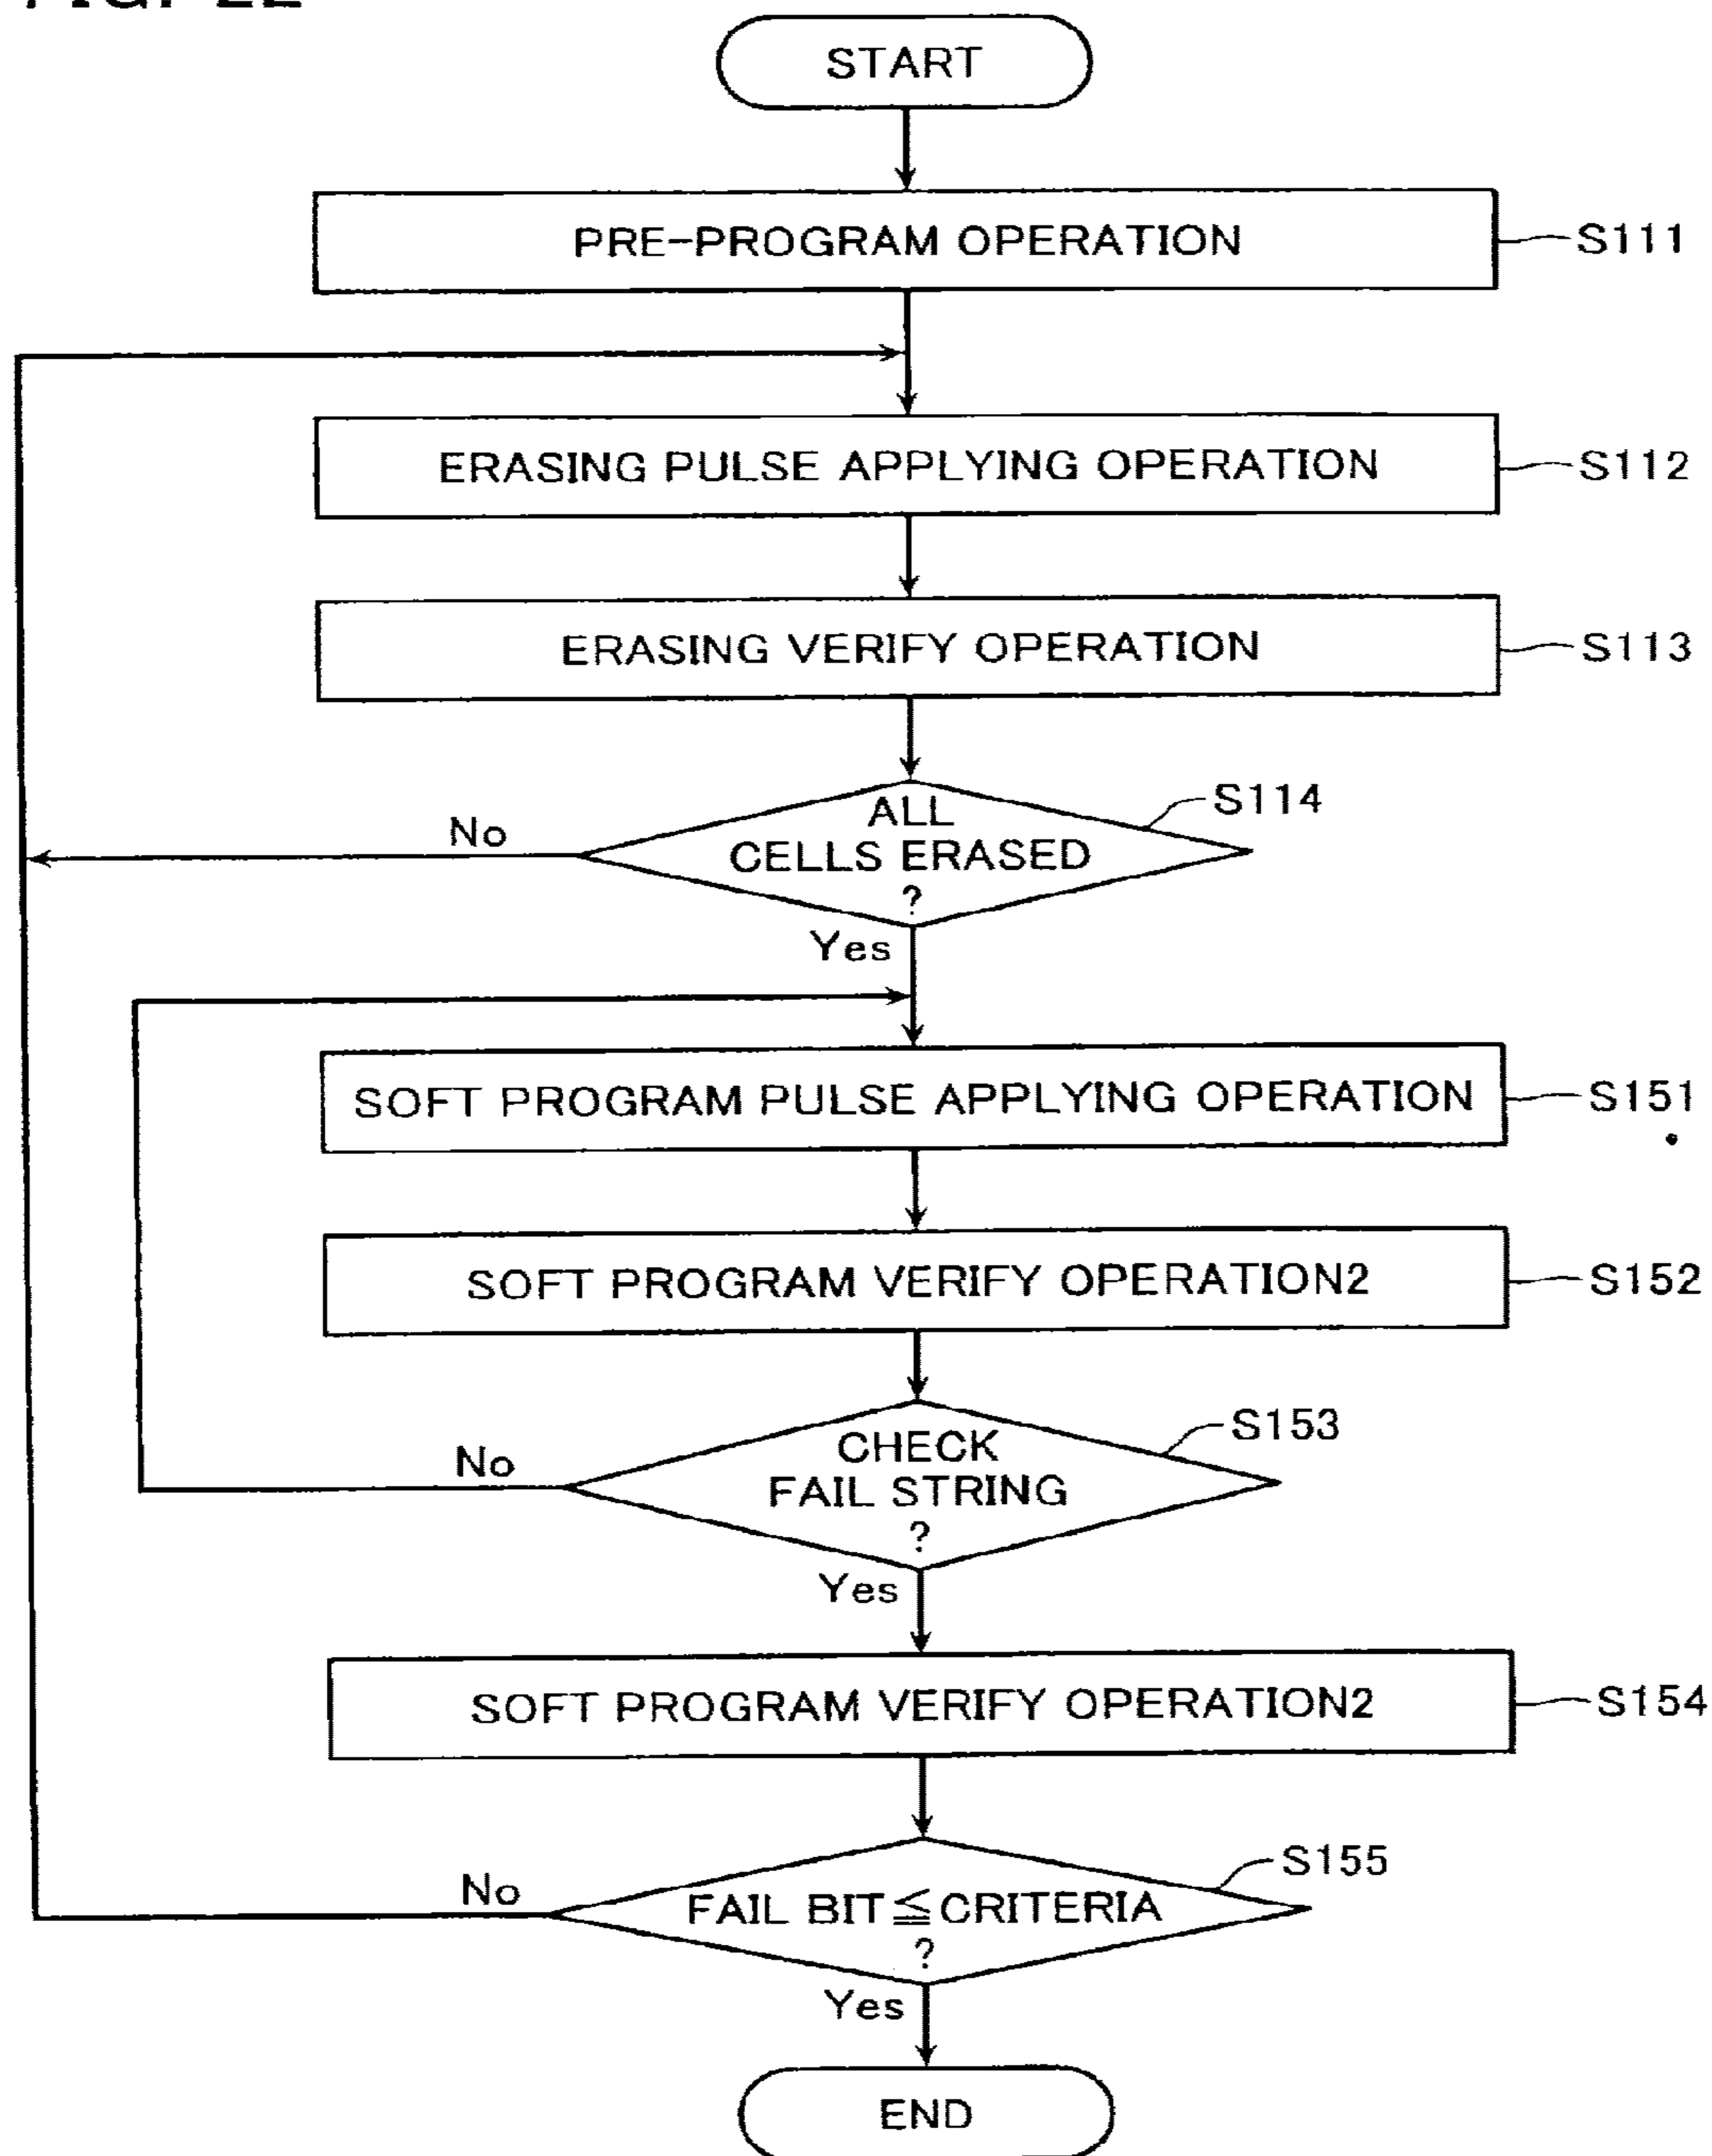 START
PRE-PROGRAM OPERATION
S111
ERASING PULSE APPLYING OPERATION
S112
ERASING VERIFY OPERATION
S113
ALL
CELLS ERASED
?
S114
No
Yes
SOFT PROGRAM PULSE APPLYING OPERATION
S151
SOFT PROGRAM VERIFY OPERATION2
S152
CHECK
FAIL STRING
?
S153
No
Yes
SOFT PROGRAM VERIFY OPERATION2
S154
FAIL BIT≦CRITERIA
?
S155
No
Yes
END